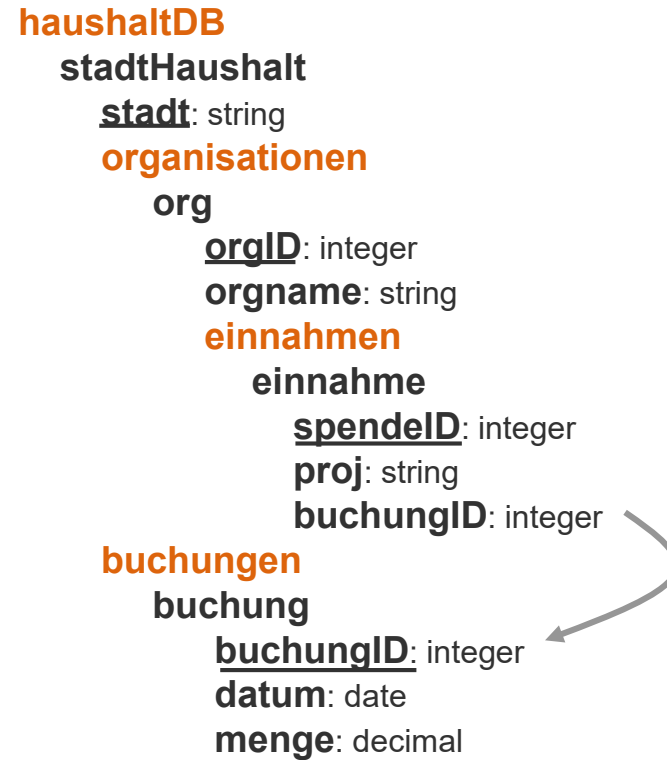 haushaltDB
stadtHaushalt
stadt: string
organisationen
org
orgID: integer
orgname: string
einnahmen
einnahme
spendeID: integer
proj: string
buchungID: integer
buchungen
buchung
buchungID: integer
datum: date
menge: decimal